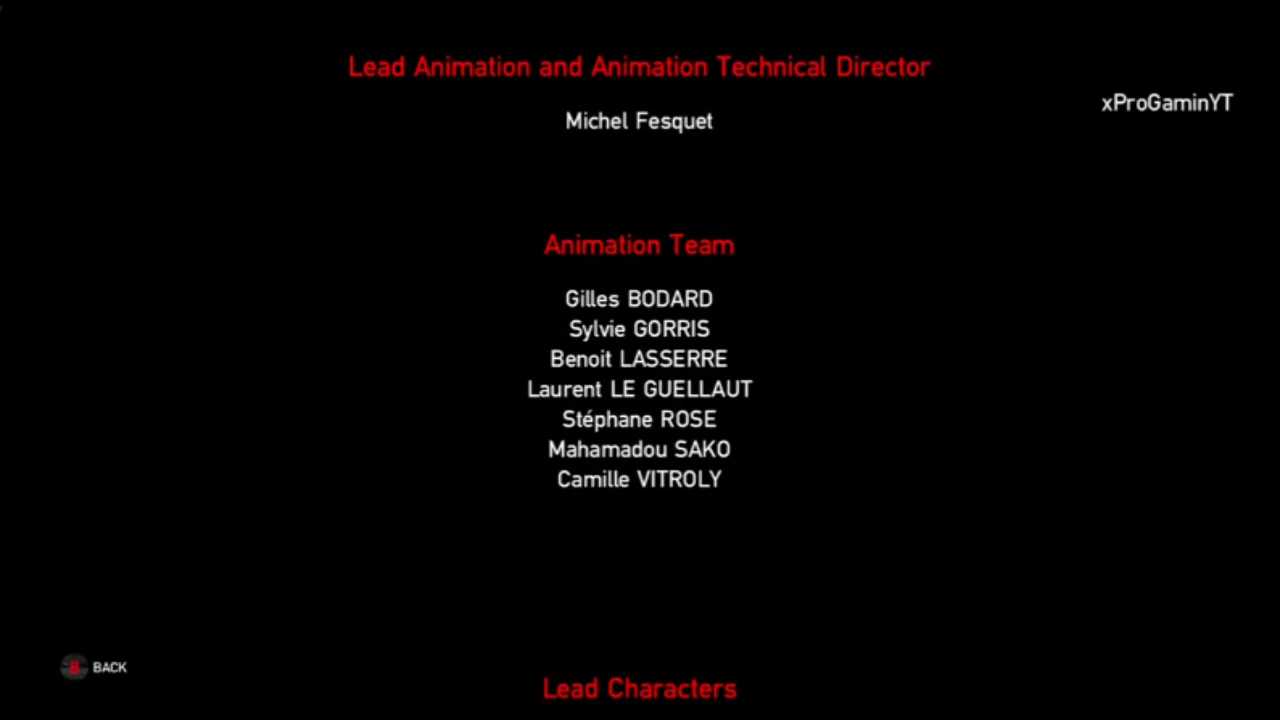 Lead Animation and Animation Technical Director
xProGaminYT
Michel Fesquet
Animation Team
Gilles BODARD
Sylvie GORRIS
Benoit LASSERRE
Laurent LE GUELLAUT
Stéphane ROSE
Mahamadou SAKO
Camille VITROLY
B BACK
Lead Characters